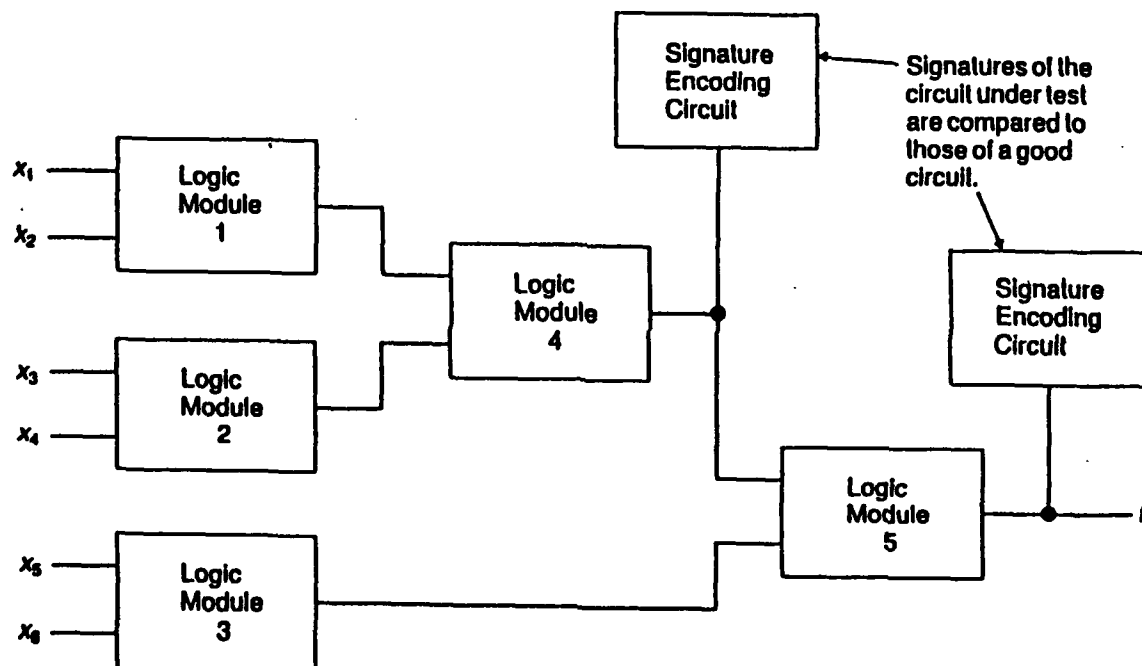 Signature
Encoding
Circuit
Signatures of the
circuit under test
are compared to
those of a good
circuit.
x₁
x₂
Logic
Module
1
Logic
Module
4
Signature
Encoding
Circuit
x₃
x₄
Logic
Module
2
Logic
Module
5
x₅
x₆
Logic
Module
3